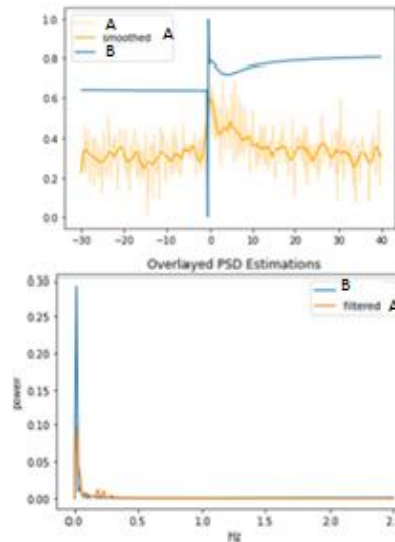 A
smoothed A
B
1.0
0.8
0.6
0.4
0.2
0.0
-30 -20 -10 0 10 20 30 40
Overlayed PSD Estimations
B
filtered A
0.30
0.25
0.20
0.15
0.10
0.05
0.00
power
0.0 0.5 1.0 1.5 2.0 2.5
Hz